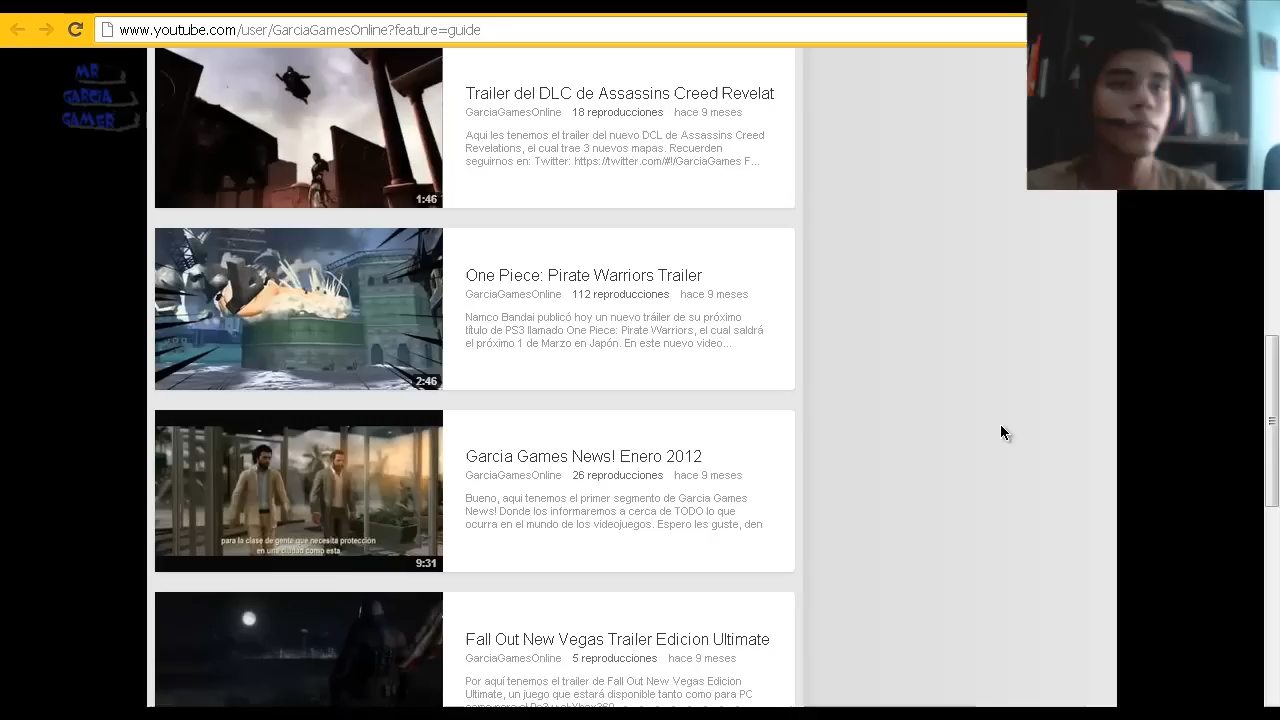 www.youtube.com/user/GarciaGamesOnline?feature=guide
MR
GARCIA
GAMER
Trailer del DLC de Assassins Creed Revelat
GarciaGamesOnline 18 reproducciones hace 9 meses
Aqui les tenemos el trailer del nuevo DCL de Assassins Creed
Revelations, el cual trae 3 nuevos mapas. Recuerden
seguirnos en: Twitter: https://twitter.com/#!/GarciaGames F...
1:46
One Piece: Pirate Warriors Trailer
GarciaGamesOnline 112 reproducciones hace 9 meses
Namco Bandai publicó hoy un nuevo tráiler de su próximo
título de PS3 llamado One Piece: Pirate Warriors, el cual saldrá
el próximo 1 de Marzo en Japón. En este nuevo video...
2:46
Garcia Games News! Enero 2012
GarciaGamesOnline 26 reproducciones hace 9 meses
Bueno, aqui tenemos el primer segmento de Garcia Games
News! Donde los informaremos a cerca de TODO lo que
ocurra en el mundo de los videojuegos. Espero les guste, den
para la clase de gente que necesita protección
en una ciudad como esta.
9:31
Fall Out New Vegas Trailer Edicion Ultimate
GarciaGamesOnline 5 reproducciones hace 9 meses
Por aquí tenemos el trailer de Fall Out New Vegas Edicion
Ultimate, un juego que estará disponible tanto como para PC